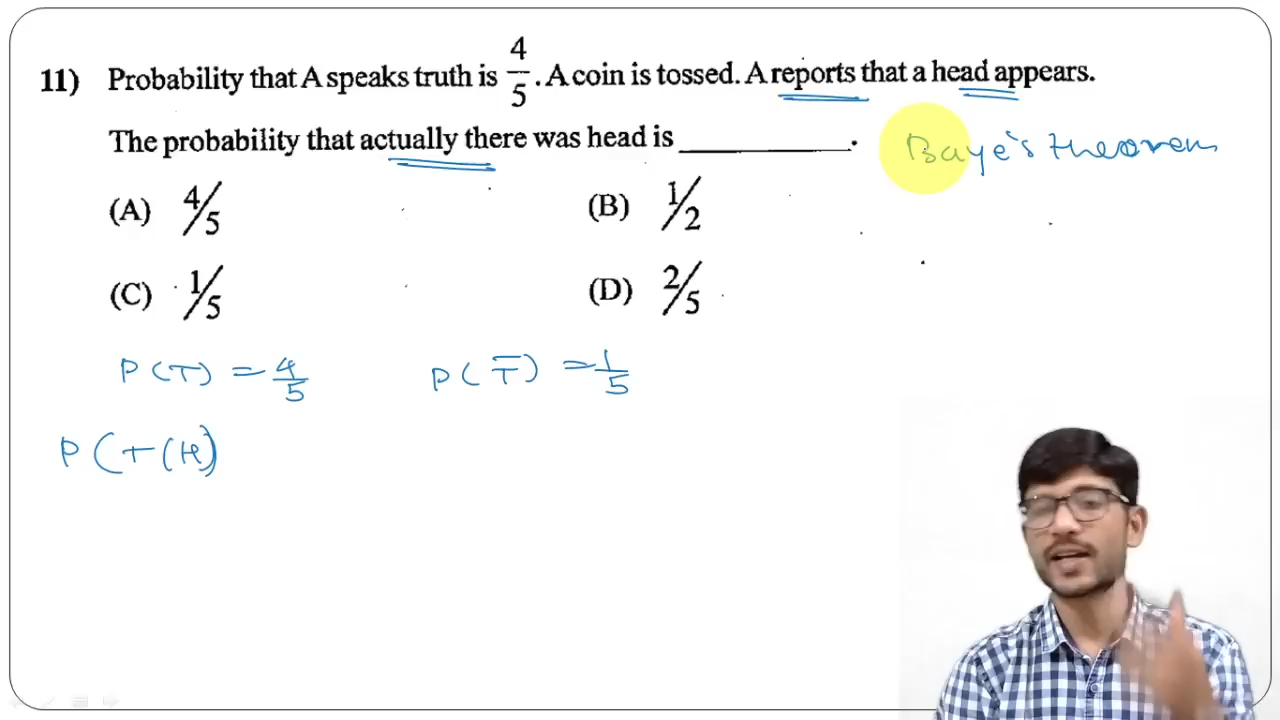 11) Probability that A speaks truth is 4/5. A coin is tossed. A reports that a head appears.
The probability that actually there was head is ____________.
Baye's theorem
(A) 4/5
(B) 1/2
(C) 1/5
(D) 2/5
P(T) = 4/5
P(T̅) = 1/5
P(T(H)